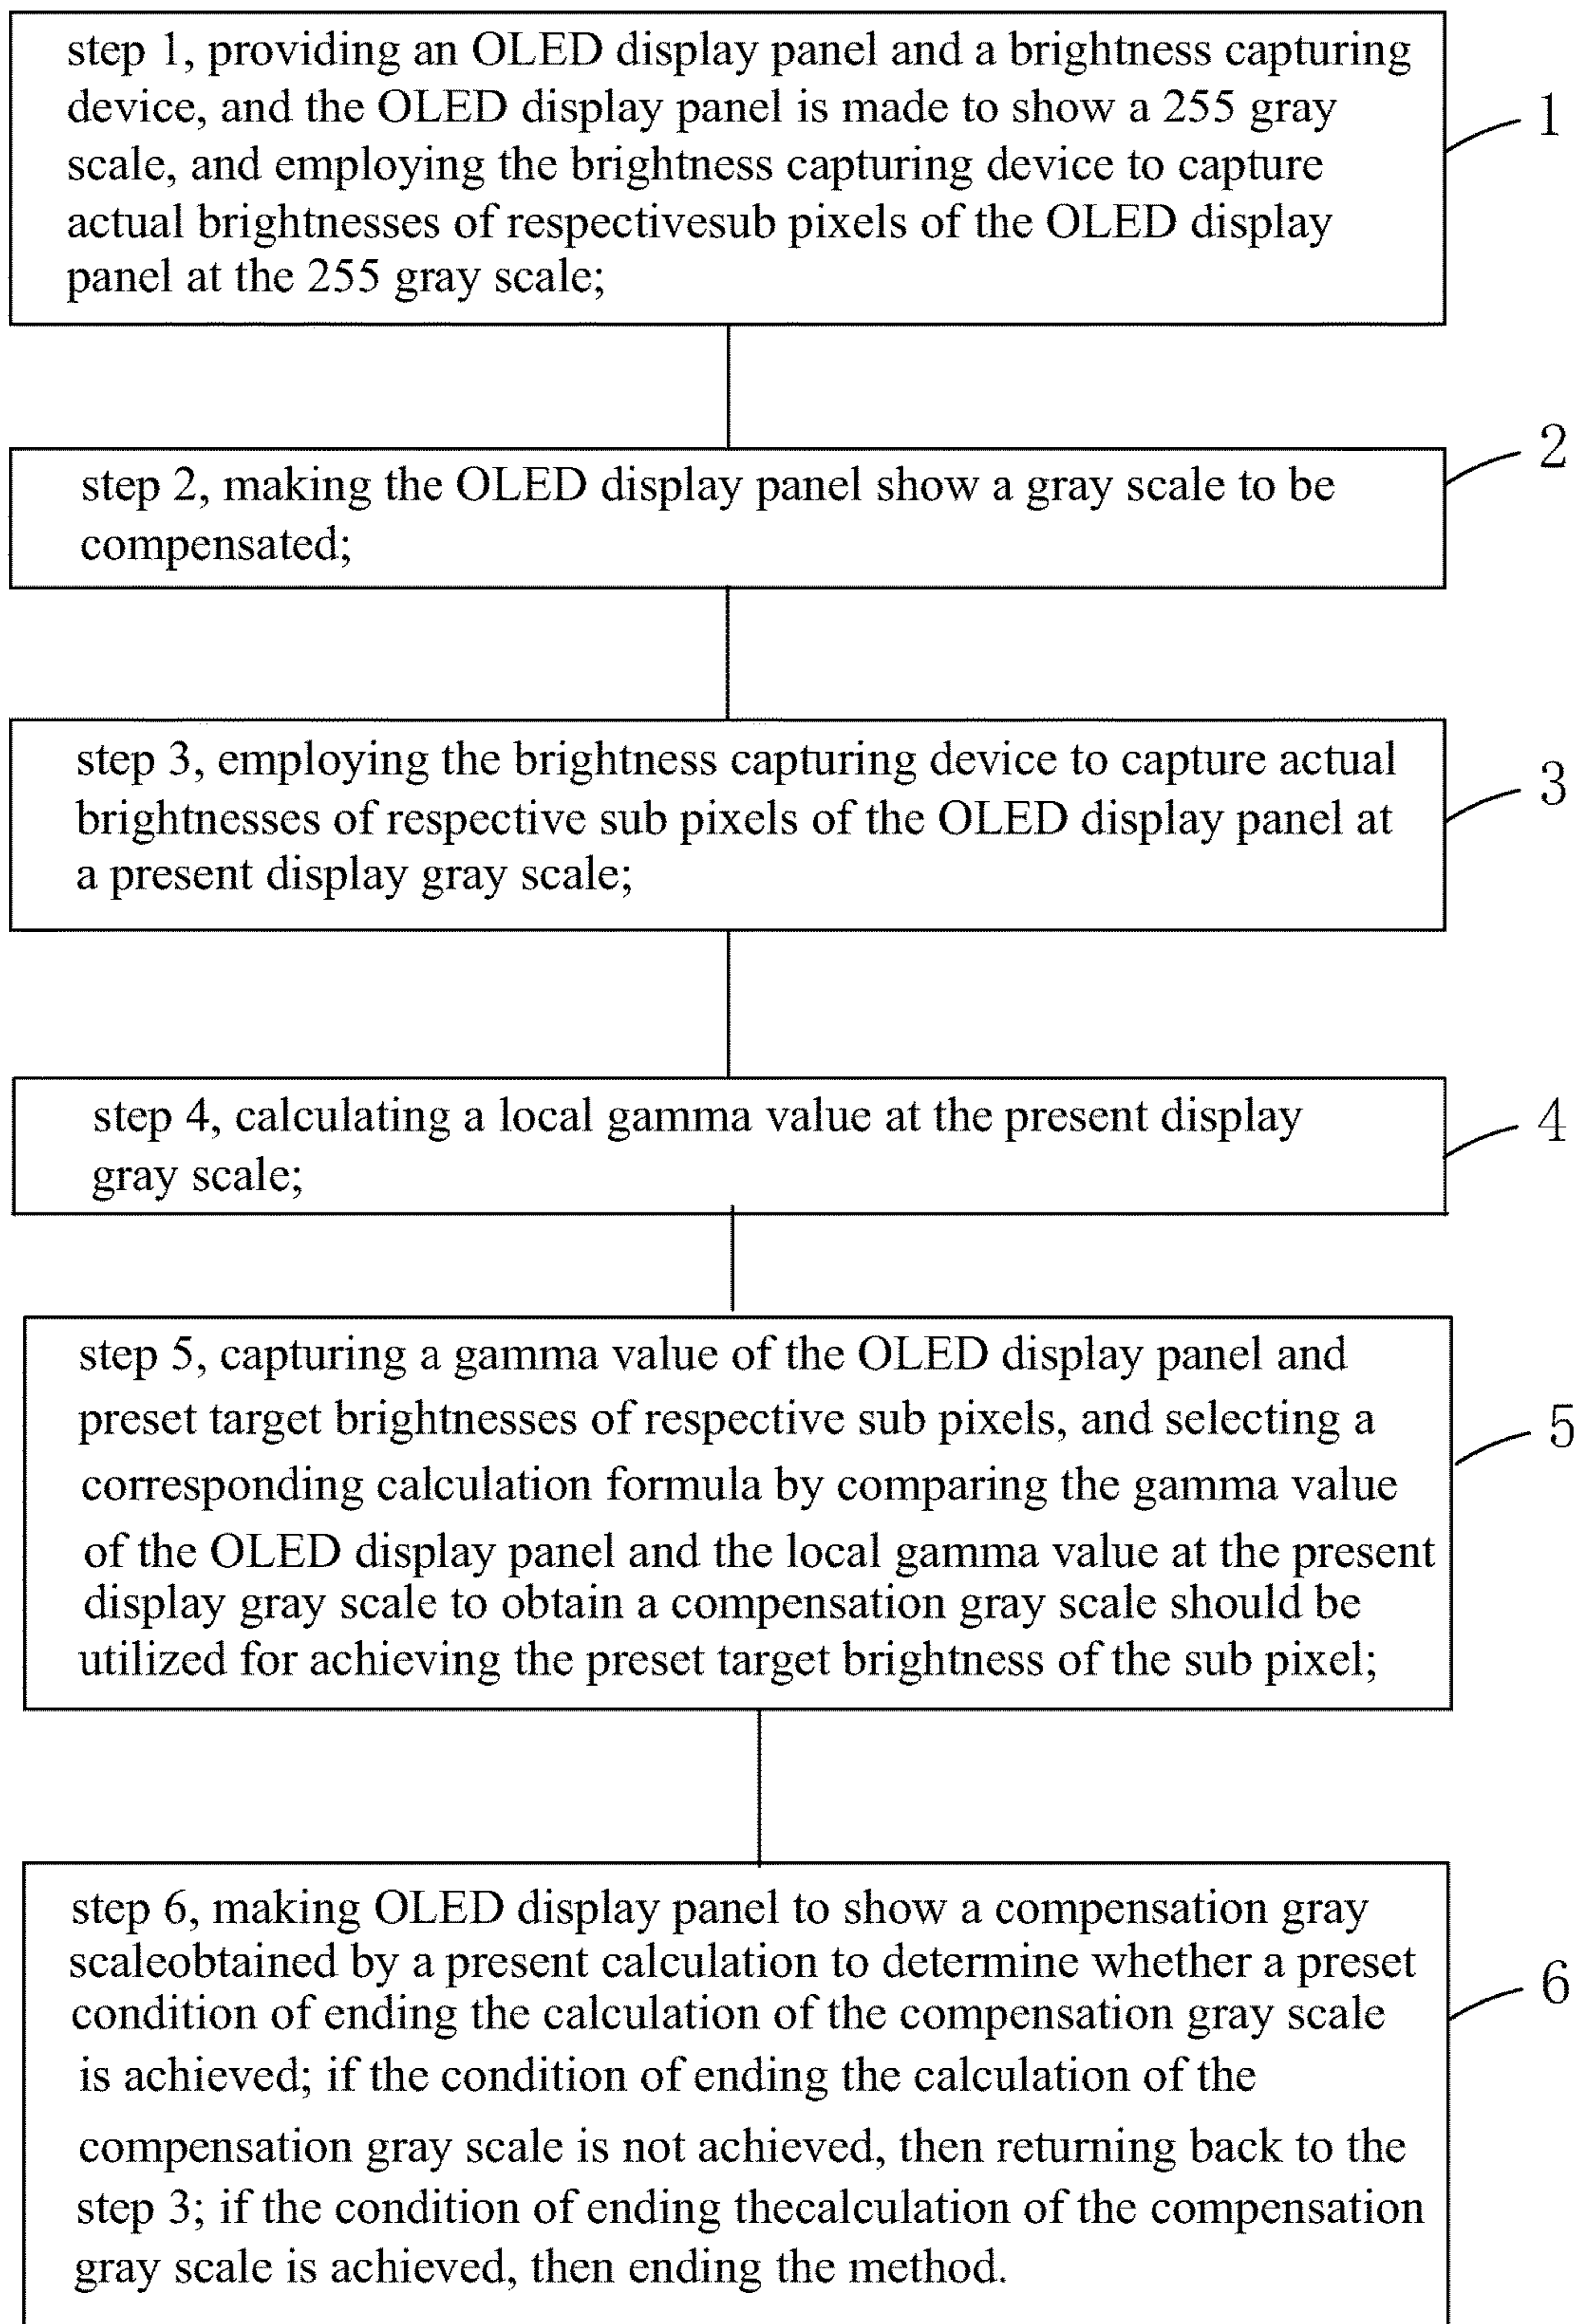 step 1, providing an OLED display panel and a brightness capturing
device, and the OLED display panel is made to show a 255 gray
scale, and employing the brightness capturing device to capture
actual brightnesses of respectivesub pixels of the OLED display
panel at the 255 gray scale;
1
step 2, making the OLED display panel show a gray scale to be
compensated;
2
step 3, employing the brightness capturing device to capture actual
brightnesses of respective sub pixels of the OLED display panel at
a present display gray scale;
3
step 4, calculating a local gamma value at the present display
gray scale;
4
step 5, capturing a gamma value of the OLED display panel and
preset target brightnesses of respective sub pixels, and selecting a
corresponding calculation formula by comparing the gamma value
of the OLED display panel and the local gamma value at the present
display gray scale to obtain a compensation gray scale should be
utilized for achieving the preset target brightness of the sub pixel;
5
step 6, making OLED display panel to show a compensation gray
scaleobtained by a present calculation to determine whether a preset
condition of ending the calculation of the compensation gray scale
is achieved; if the condition of ending the calculation of the
compensation gray scale is not achieved, then returning back to the
step 3; if the condition of ending thecalculation of the compensation
gray scale is achieved, then ending the method.
6